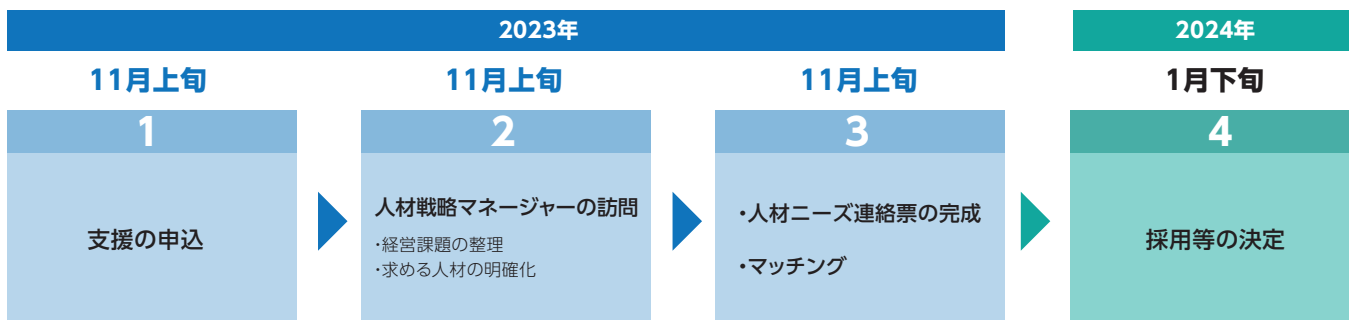 2023年
2024年
11月上旬
11月上旬
11月上旬
1月下旬
1
2
3
4
支援の申込
人材戦略マネージャーの訪問
・経営課題の整理
・求める人材の明確化
・人材ニーズ連絡票の完成
・マッチング
採用等の決定